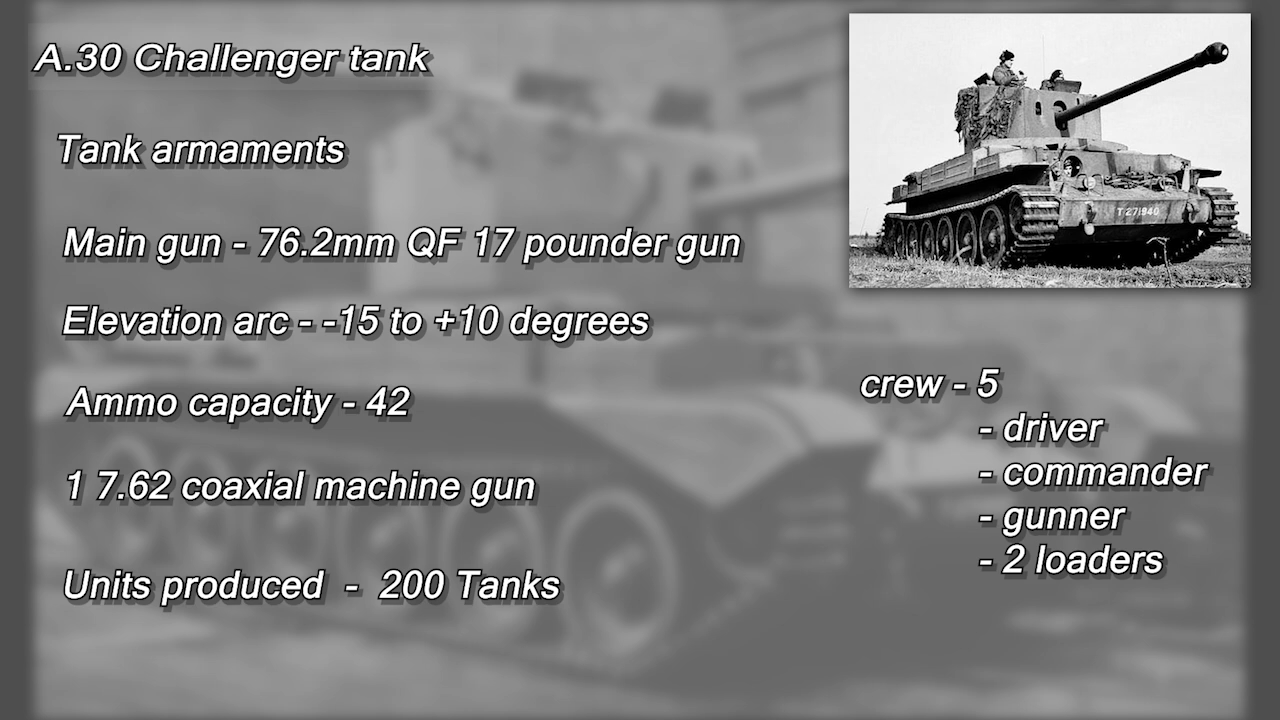 A.30 Challenger tank
Tank armaments
Main gun - 76.2mm QF 17 pounder gun
Elevation arc - -15 to +10 degrees
Ammo capacity - 42
1 7.62 coaxial machine gun
Units produced - 200 Tanks
T271940
crew - 5
- driver
- commander
- gunner
- 2 loaders